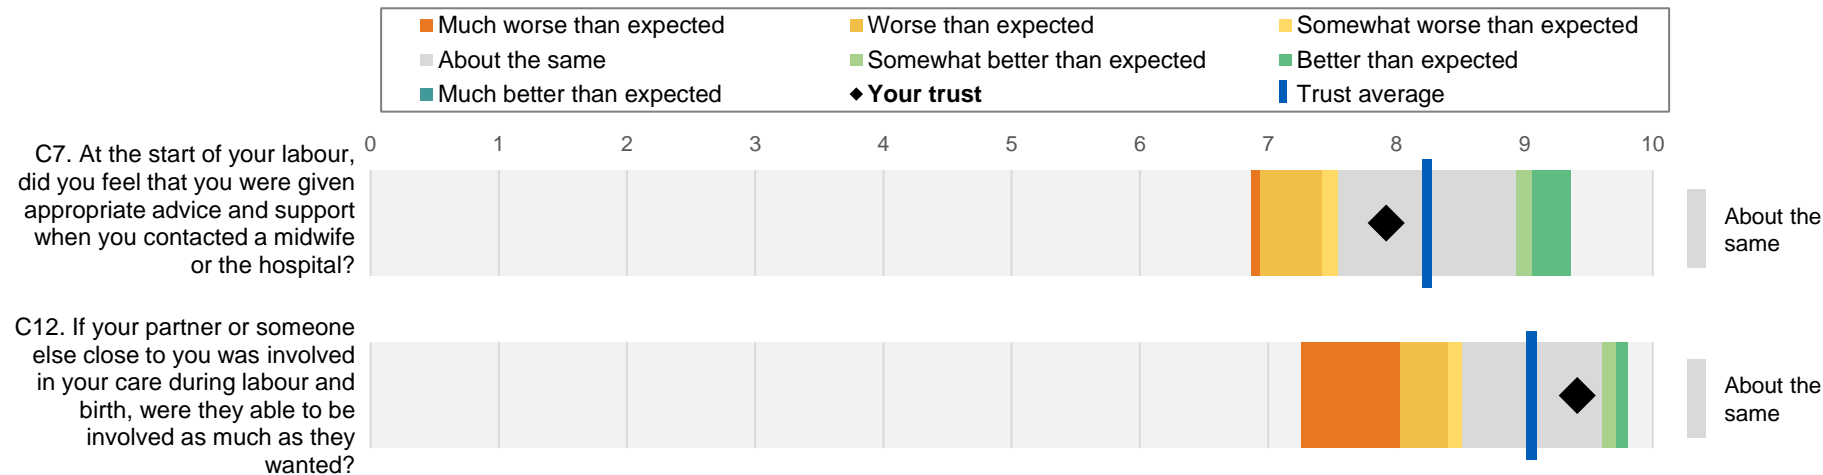 Much worse than expected
Worse than expected
Somewhat worse than expected
About the same
Somewhat better than expected
Better than expected
Much better than expected
Your trust
Trust average
0 1 2 3 4 5 6 7 8 9 10
C7. At the start of your labour,
did you feel that you were given
appropriate advice and support
when you contacted a midwife
or the hospital?
About the
same
C12. If your partner or someone
else close to you was involved
in your care during labour and
birth, were they able to be
involved as much as they
wanted?
About the
same